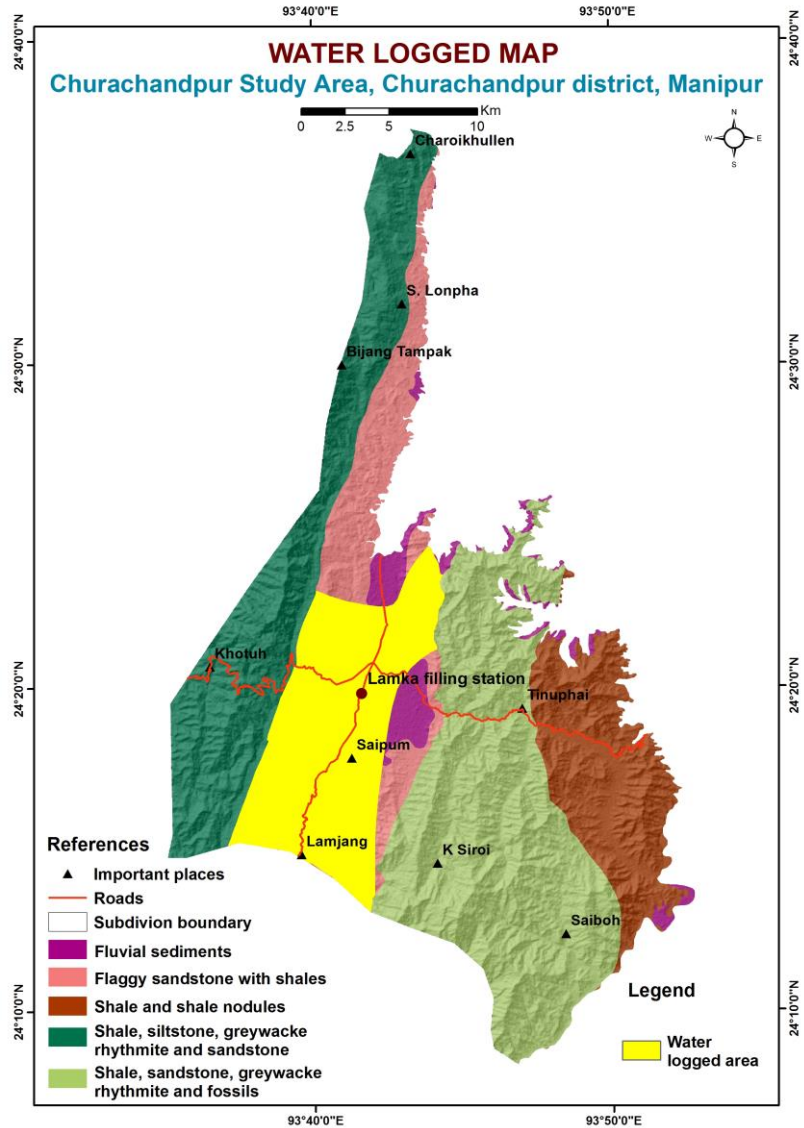 93°40'0"E 93°50'0"E
24°40'0"N 24°40'0"N
WATER LOGGED MAP
Churachandpur Study Area, Churachandpur district, Manipur
Km
0 2.5 5 10
N
W E
S
Charoikhullen
S. Lonpha
Bijang Tampak
24°30'0"N 24°30'0"N
Khotuh
Lamka filling station
24°20'0"N 24°20'0"N
Tinuphai
Saipum
Lamjang
K Siroi
Saiboh
References
Important places
Roads
Subdivion boundary
Fluvial sediments
Flaggy sandstone with shales
Shale and shale nodules
Shale, siltstone, greywacke
rhythmite and sandstone
Shale, sandstone, greywacke
rhythmite and fossils
Legend
Water
logged area
24°10'0"N 24°10'0"N
93°40'0"E 93°50'0"E